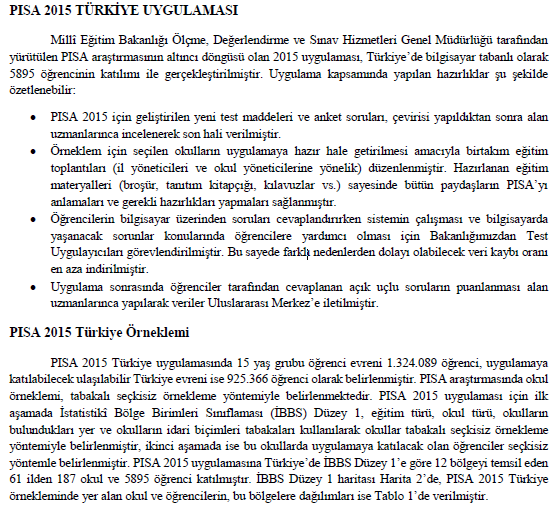 PISA 2015 TÜRKİYE UYGULAMASI
Millî Eğitim Bakanlığı Ölçme, Değerlendirme ve Sınav Hizmetleri Genel Müdürlüğü tarafından
yürütülen PISA araştırmasının altıncı döngüsü olan 2015 uygulaması, Türkiye’de bilgisayar tabanlı olarak
5895 öğrencinin katılımı ile gerçekleştirilmiştir. Uygulama kapsamında yapılan hazırlıklar şu şekilde
özetlenebilir:
• PISA 2015 için geliştirilen yeni test maddeleri ve anket soruları, çevirisi yapıldıktan sonra alan
uzmanlarınca incelenerek son hali verilmiştir.
• Örneklem için seçilen okulların uygulamaya hazır hale getirilmesi amacıyla birtakım eğitim
toplantıları (il yöneticileri ve okul yöneticilerine yönelik) düzenlenmiştir. Hazırlanan eğitim
materyalleri (broşür, tanıtım kitapçığı, kılavuzlar vs.) sayesinde bütün paydaşların PISA’yı
anlamaları ve gerekli hazırlıkları yapmaları sağlanmıştır.
• Öğrencilerin bilgisayar üzerinden soruları cevaplandırırken sistemin çalışması ve bilgisayarda
yaşanacak sorunlar konularında öğrencilere yardımcı olması için Bakanlığımızdan Test
Uygulayıcıları görevlendirilmiştir. Bu sayede farklı nedenlerden dolayı olabilecek veri kaybı oranı
en aza indirilmiştir.
• Uygulama sonrasında öğrenciler tarafından cevaplanan açık uçlu soruların puanlanması alan
uzmanlarınca yapılarak veriler Uluslararası Merkez’e iletilmiştir.
PISA 2015 Türkiye Örneklemi
PISA 2015 Türkiye uygulamasında 15 yaş grubu öğrenci evreni 1.324.089 öğrenci, uygulamaya
katılabilecek ulaşılabilir Türkiye evreni ise 925.366 öğrenci olarak belirlenmiştir. PISA araştırmasında okul
örneklemi, tabakalı seçkisiz örnekleme yöntemiyle belirlenmektedir. PISA 2015 uygulaması için ilk
aşamada İstatistikî Bölge Birimleri Sınıflaması (İBBS) Düzey 1, eğitim türü, okul türü, okulların
bulundukları yer ve okulların idari biçimleri tabakaları kullanılarak okullar tabakalı seçkisiz örnekleme
yöntemiyle belirlenmiştir, ikinci aşamada ise bu okullarda uygulamaya katılacak olan öğrenciler seçkisiz
yöntemle belirlenmiştir. PISA 2015 uygulamasına Türkiye’de İBBS Düzey 1’e göre 12 bölgeyi temsil eden
61 ilden 187 okul ve 5895 öğrenci katılmıştır. İBBS Düzey 1 haritası Harita 2’de, PISA 2015 Türkiye
örnekleminde yer alan okul ve öğrencilerin, bu bölgelere dağılımları ise Tablo 1’de verilmiştir.